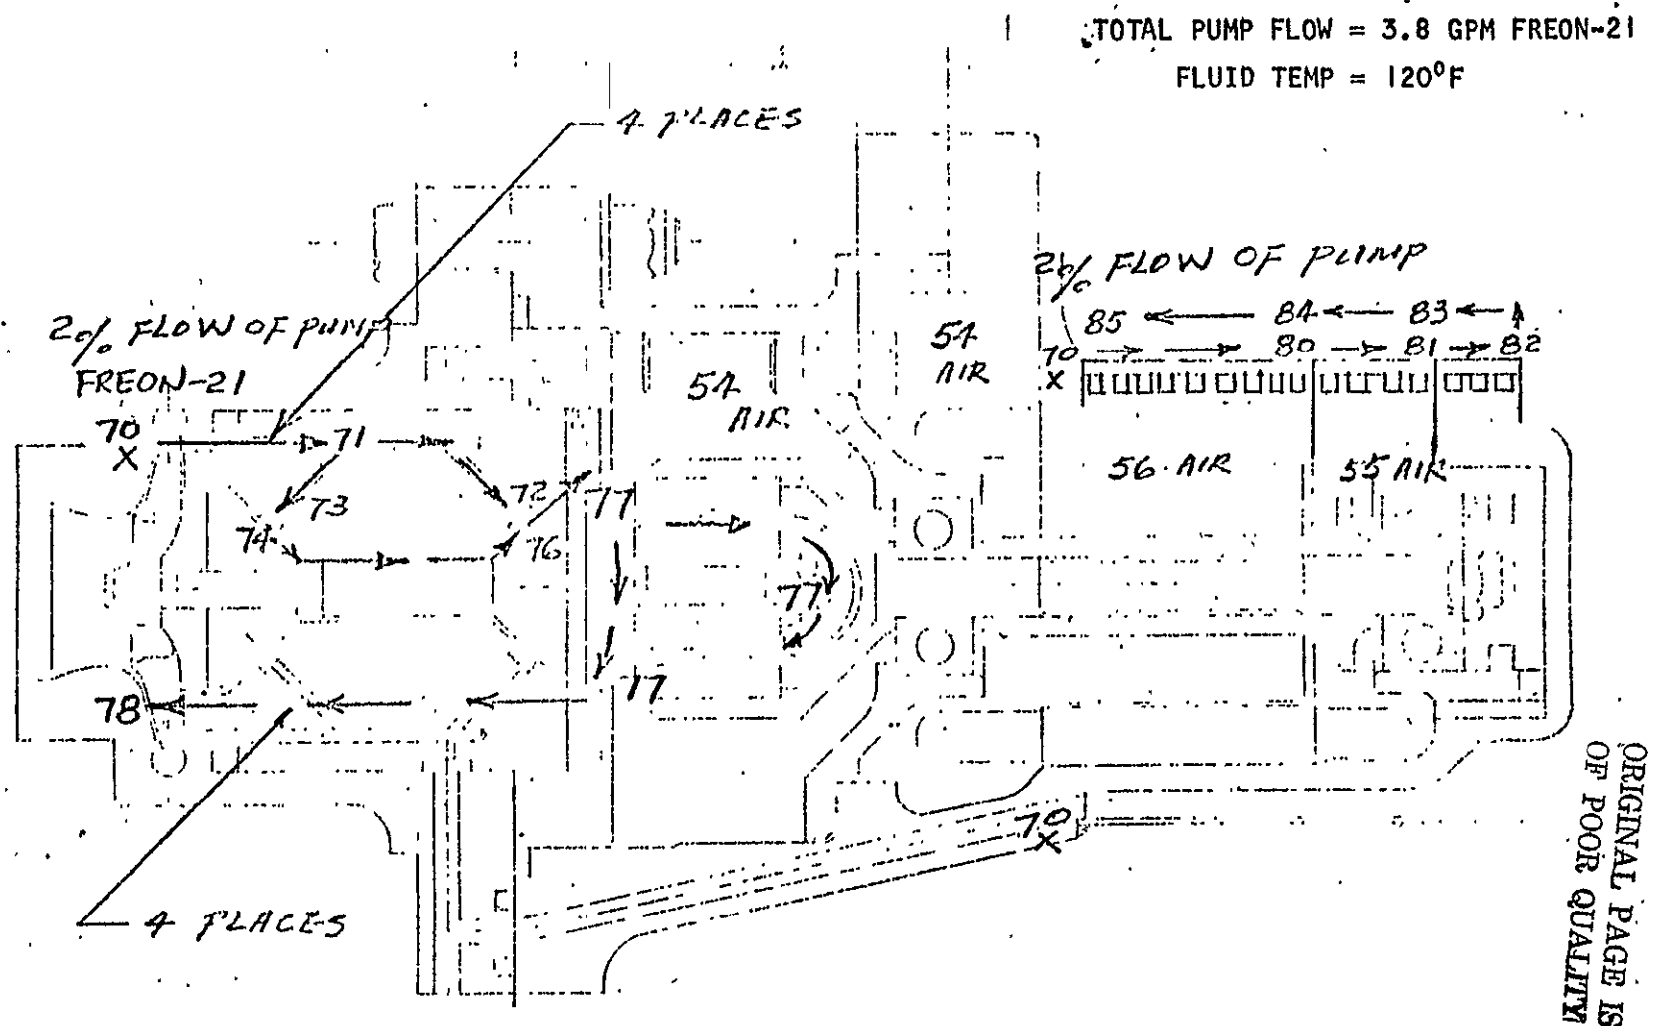 TOTAL PUMP FLOW = 3.8 GPM FREON-21
FLUID TEMP = 120°F
4 PLACES
2% FLOW OF PUMP
85 84 83
70 80 81 82
X
2% FLOW OF PUMP
FREON-21
54
AIR
54
AIR
70
X
71
56 AIR
55 AIR
72
73
77
74
76
77
77
78
70
X
4 PLACES
ORIGINAL PAGE IS
OF POOR QUALITY